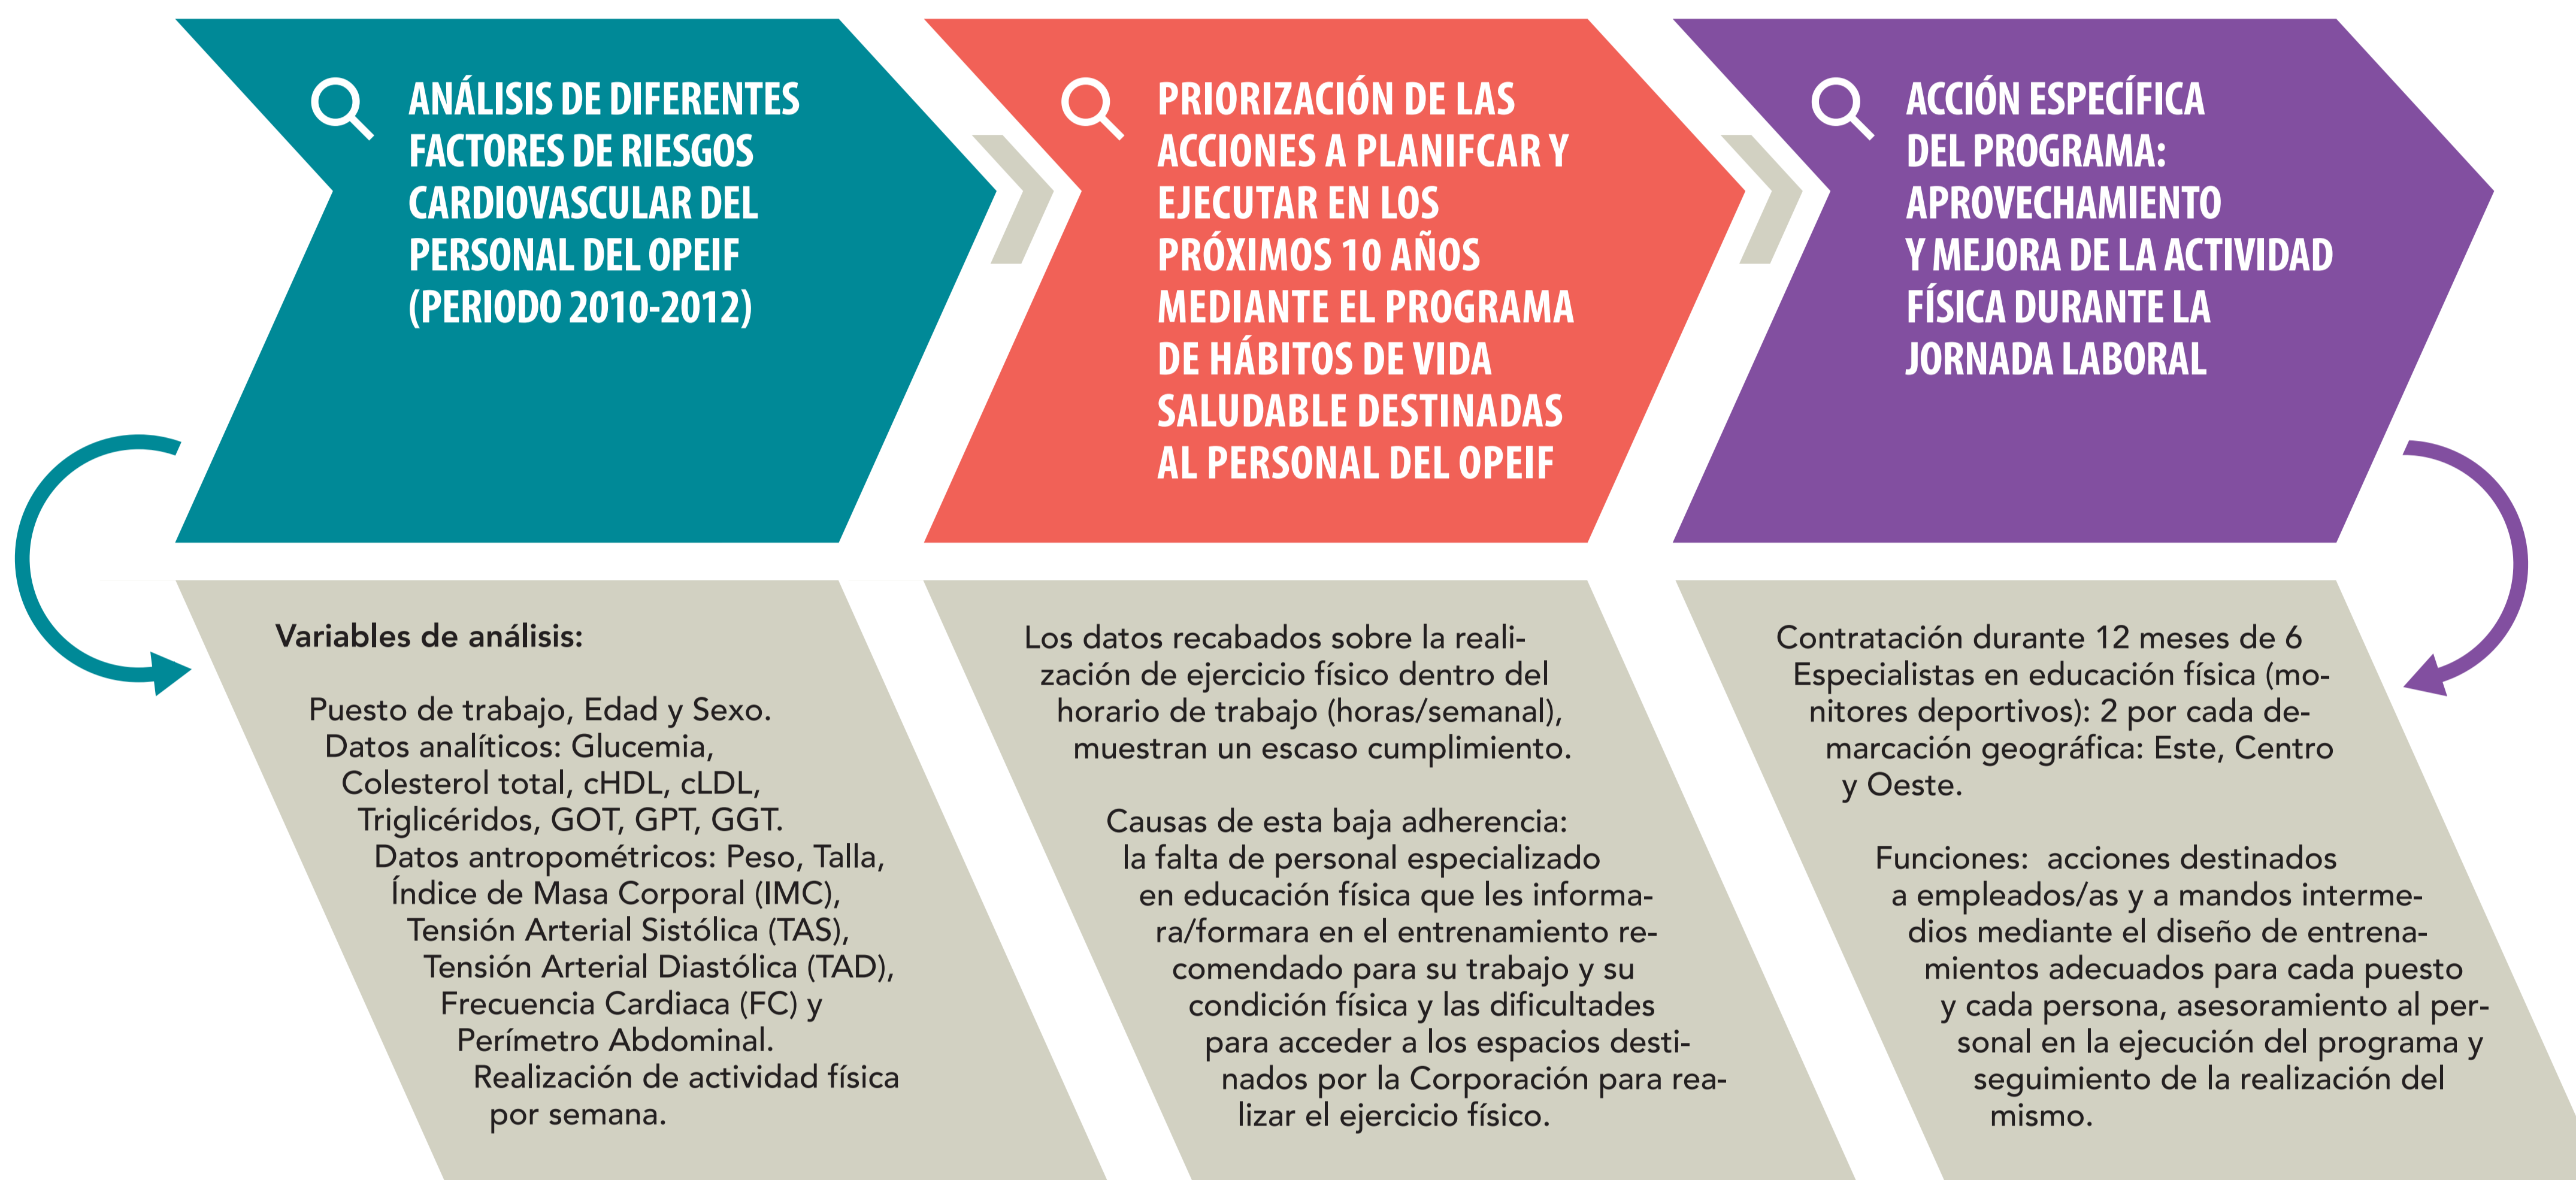 ANÁLISIS DE DIFERENTES
FACTORES DE RIESGOS
CARDIOVASCULAR DEL
PERSONAL DEL OPEIF
(PERIODO 2010-2012)
PRIORIZACIÓN DE LAS
ACCIONES A PLANIFCAR Y
EJECUTAR EN LOS
PRÓXIMOS 10 AÑOS
MEDIANTE EL PROGRAMA
DE HÁBITOS DE VIDA
SALUDABLE DESTINADAS
AL PERSONAL DEL OPEIF
ACCIÓN ESPECÍFICA
DEL PROGRAMA:
APROVECHAMIENTO
Y MEJORA DE LA ACTIVIDAD
FÍSICA DURANTE LA
JORNADA LABORAL
Variables de análisis:
Puesto de trabajo, Edad y Sexo.
Datos analíticos: Glucemia,
Colesterol total, cHDL, cLDL,
Triglicéridos, GOT, GPT, GGT.
Datos antropométricos: Peso, Talla,
Índice de Masa Corporal (IMC),
Tensión Arterial Sistólica (TAS),
Tensión Arterial Diastólica (TAD),
Frecuencia Cardiaca (FC) y
Perímetro Abdominal.
Realización de actividad física
por semana.
Los datos recabados sobre la reali-
zación de ejercicio físico dentro del
horario de trabajo (horas/semanal),
muestran un escaso cumplimiento.
Causas de esta baja adherencia:
la falta de personal especializado
en educación física que les informa-
ra/formara en el entrenamiento re-
comendado para su trabajo y su
condición física y las dificultades
para acceder a los espacios desti-
nados por la Corporación para rea-
lizar el ejercicio físico.
Contratación durante 12 meses de 6
Especialistas en educación física (mo-
nitores deportivos): 2 por cada de-
marcación geográfica: Este, Centro
y Oeste.
Funciones: acciones destinados
a empleados/as y a mandos interme-
dios mediante el diseño de entrena-
mientos adecuados para cada puesto
y cada persona, asesoramiento al per-
sonal en la ejecución del programa y
seguimiento de la realización del
mismo.